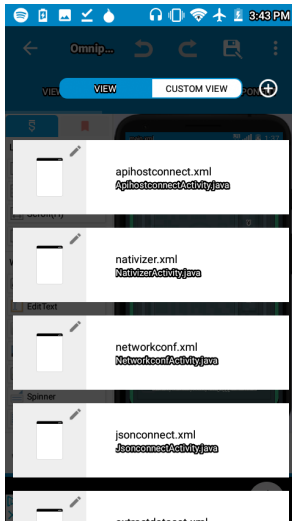 3:43 PM
Omnip...
VIEW
CUSTOM VIEW
apihostconnect.xml
ApihostconnectActivity.java
Scroll(H)
nativizer.xml
NativizerActivity.java
EditText
networkconf.xml
NetworkconfActivity.java
Spinner
jsonconnect.xml
JsonconnectActivity.java